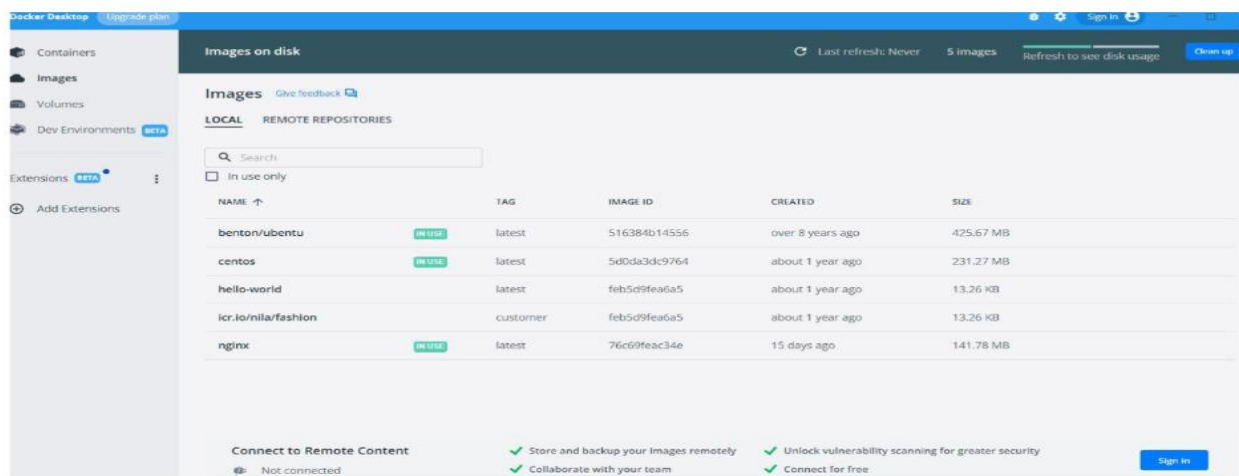 Docker Desktop Upgrade plan Sign in
Containers
Images
Volumes
Dev Environments BETA
Extensions BETA
Add Extensions
Images on disk Last refresh: Never 5 images Refresh to see disk usage Clean up
Images Give feedback
LOCAL REMOTE REPOSITORIES
Search
In use only
NAME TAG IMAGE ID CREATED SIZE
benton/ubentu IN USE latest 516384b14556 over 8 years ago 425.67 MB
centos IN USE latest 5d0da3dc9764 about 1 year ago 231.27 MB
hello-world latest feb5d9fea6a5 about 1 year ago 13.26 KB
icr.io/nila/fashion customer feb5d9fea6a5 about 1 year ago 13.26 KB
nginx IN USE latest 76c69feac34e 15 days ago 141.78 MB
Connect to Remote Content
Not connected
Store and backup your images remotely
Collaborate with your team
Unlock vulnerability scanning for greater security
Connect for free
Sign in